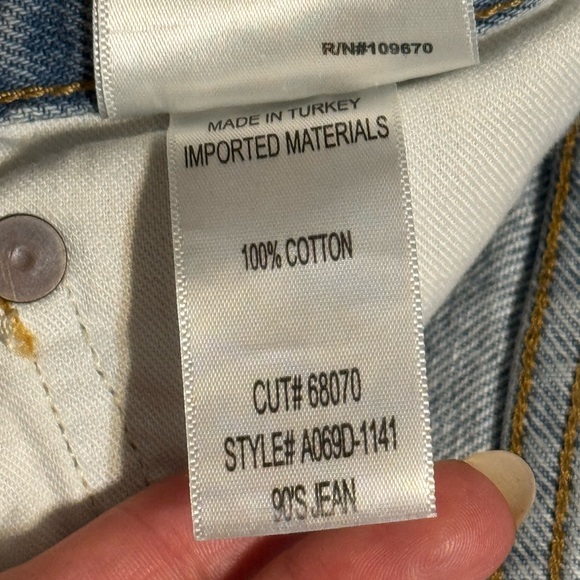 R/N#109670
MADE IN TURKEY
IMPORTED MATERIALS
100% COTTON
CUT# 68070
STYLE# A069D-1141
90'S JEAN